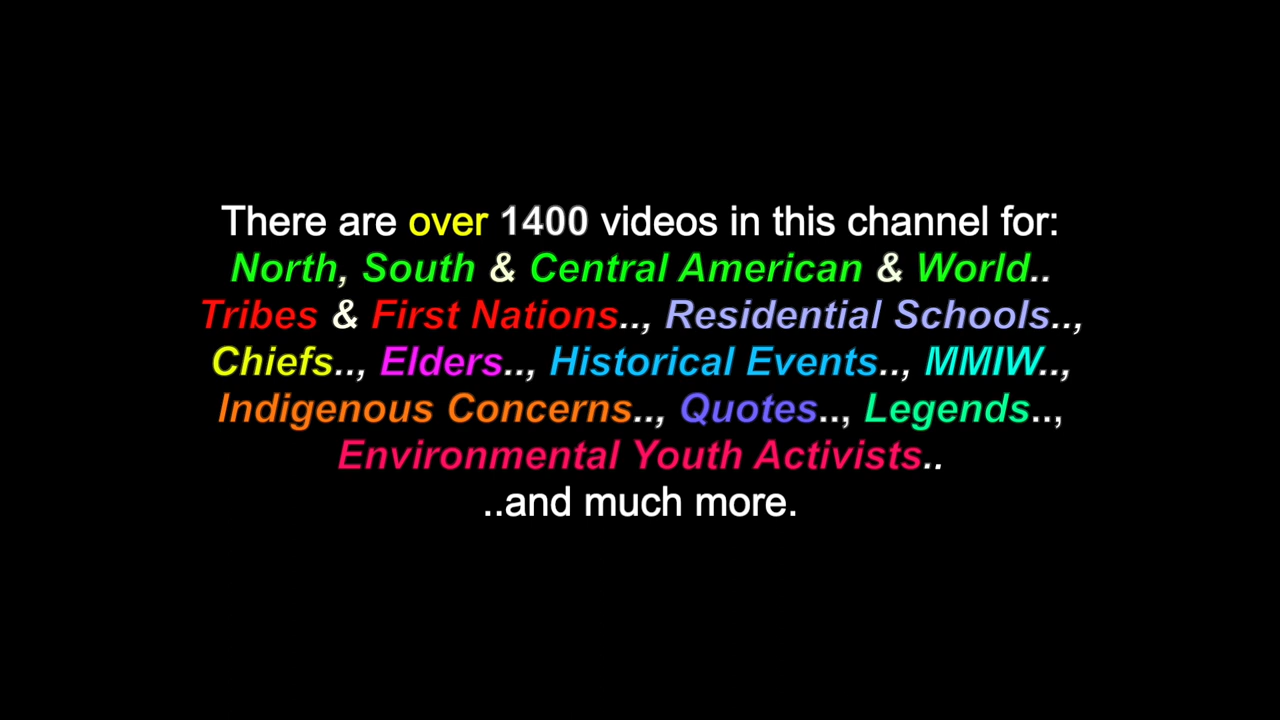 There are over 1400 videos in this channel for:
North, South & Central American & World..
Tribes & First Nations.., Residential Schools..,
Chiefs.., Elders.., Historical Events.., MMIW..,
Indigenous Concerns.., Quotes.., Legends..,
Environmental Youth Activists..
..and much more.